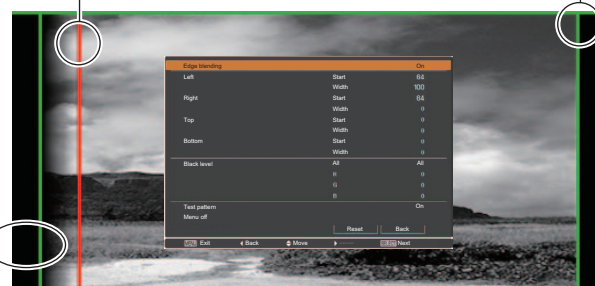 Edge blending On
Left Start 64
Width 100
Right Start 64
Width 0
Top Start 0
Width 0
Bottom Start 0
Width 0
Black level All All
R 0
G 0
B 0
Test pattern On
Menu off
Reset Back
MENU Exit Back Move ----- SELECT Next